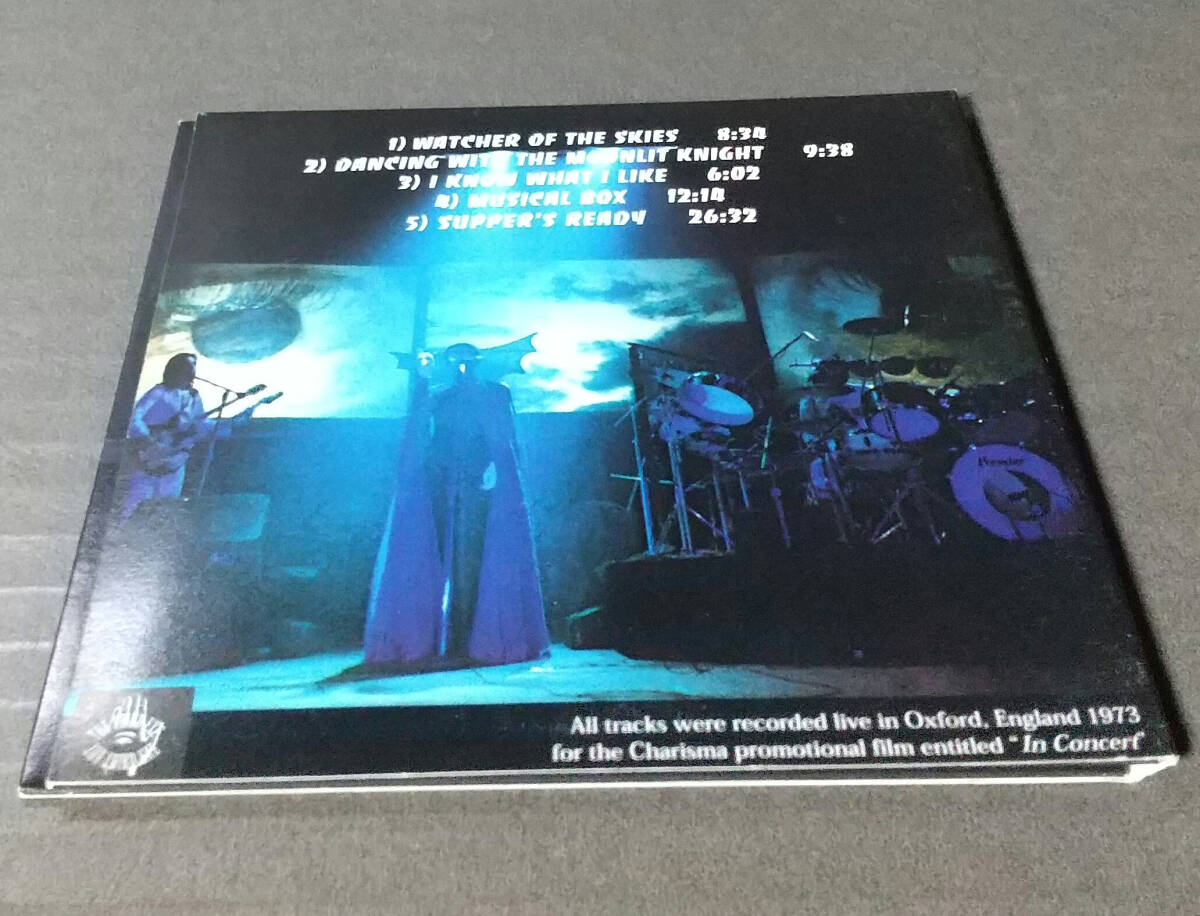 1) WATCHER OF THE SKIES 8:34
2) DANCING WITH THE MOONLIT KNIGHT 9:38
3) I KNOW WHAT I LIKE 6:02
4) MUSICAL BOX 12:14
5) SUPPER'S READY 26:32
Premier
All tracks were recorded live in Oxford, England 1973
for the Charisma promotional film entitled "In Concert"